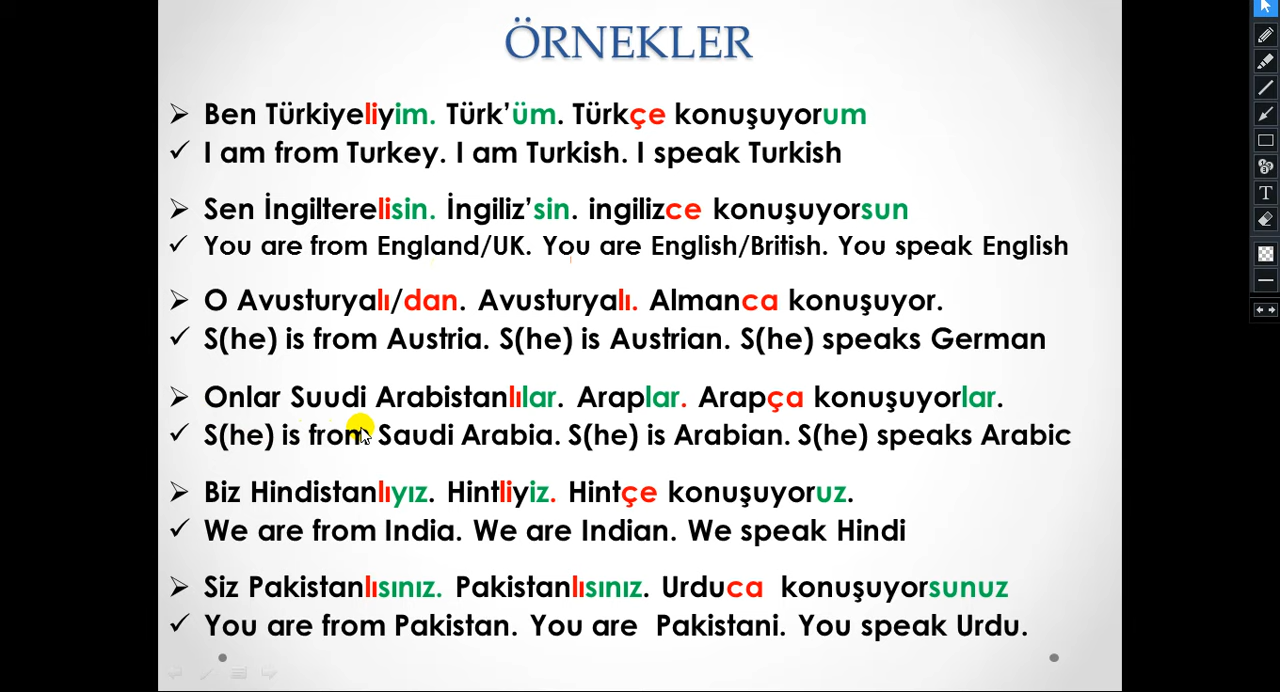 ÖRNEKLER
Ben Türkiyeliyim. Türk'üm. Türkçe konuşuyorum
I am from Turkey. I am Turkish. I speak Turkish
Sen İngilterelisin. İngiliz'sin. ingilizce konuşuyorsun
You are from England/UK. You are English/British. You speak English
O Avusturyalı/dan. Avusturyalı. Almanca konuşuyor.
S(he) is from Austria. S(he) is Austrian. S(he) speaks German
Onlar Suudi Arabistanlılar. Araplar. Arapça konuşuyorlar.
S(he) is from Saudi Arabia. S(he) is Arabian. S(he) speaks Arabic
Biz Hindistanlıyız. Hintliyiz. Hintçe konuşuyoruz.
We are from India. We are Indian. We speak Hindi
Siz Pakistanlısınız. Pakistanlısınız. Urduca konuşuyorsunuz
You are from Pakistan. You are Pakistani. You speak Urdu.